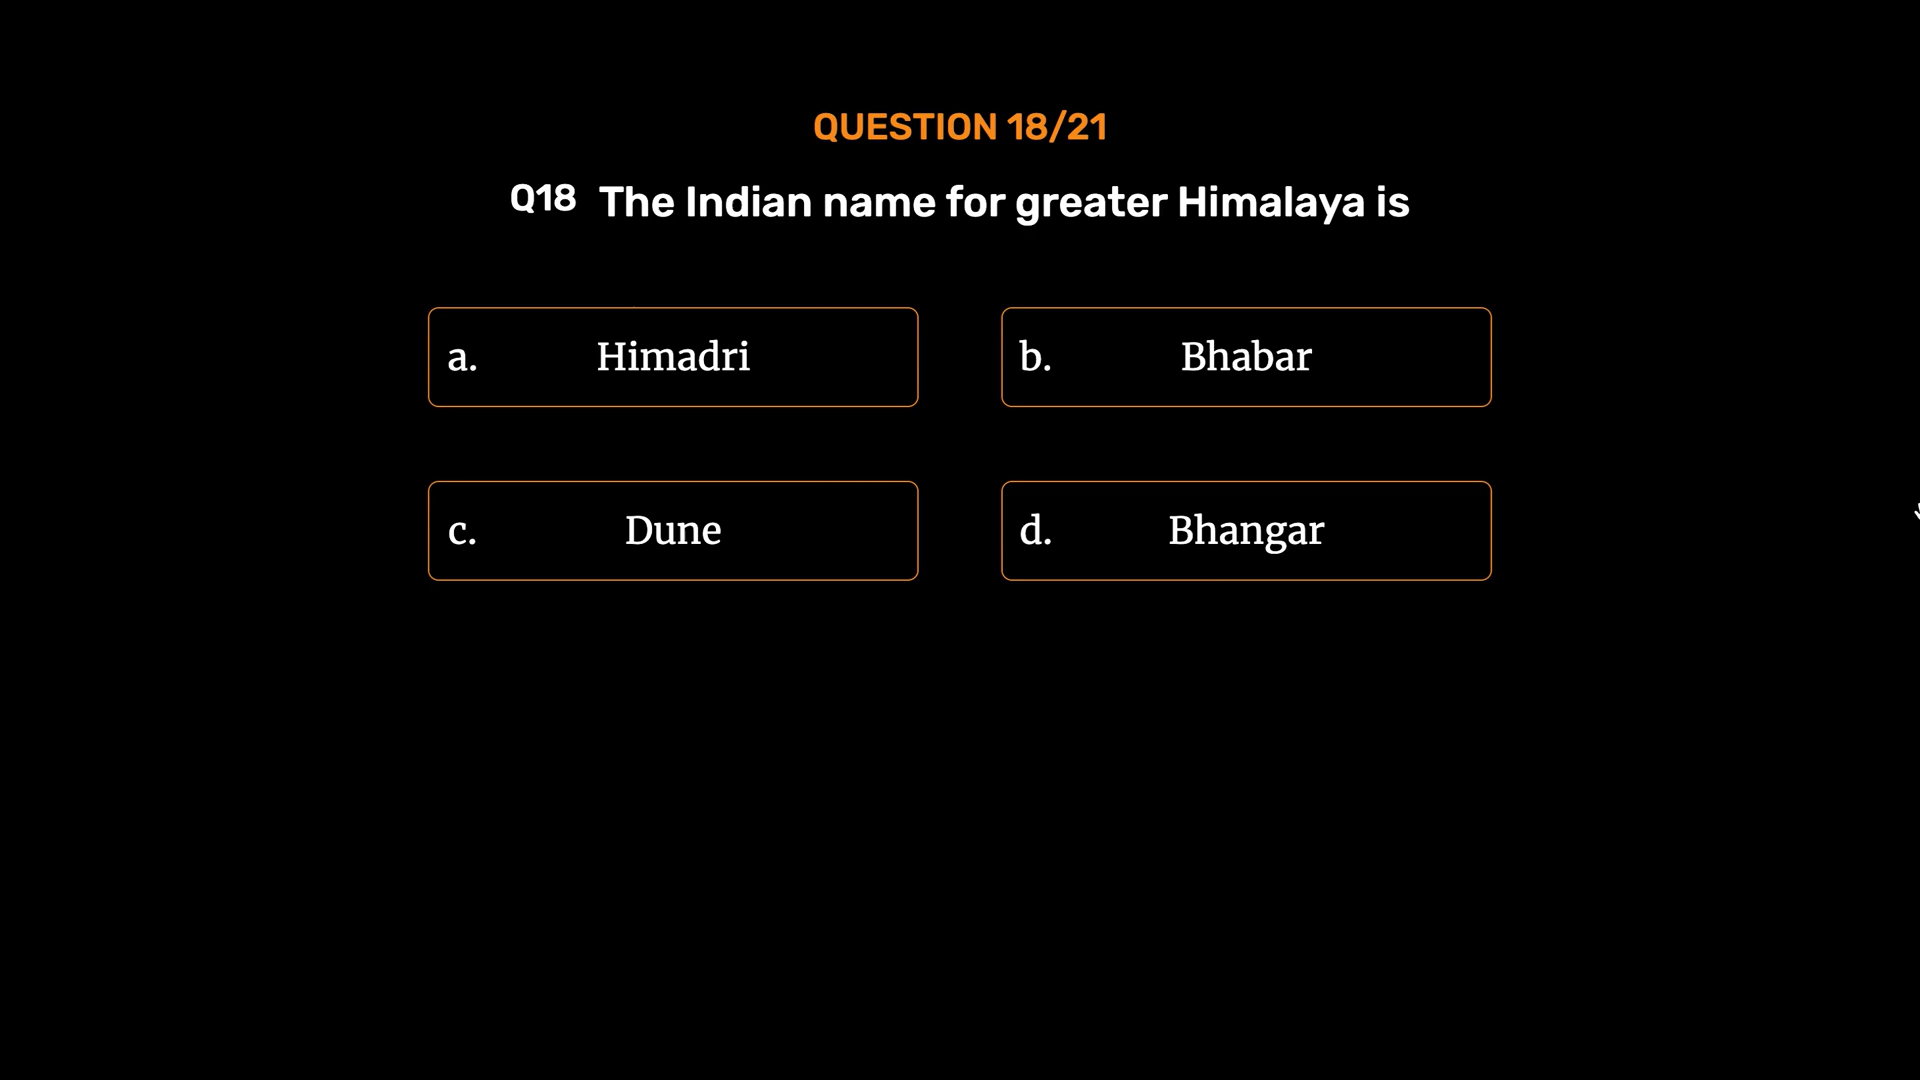 QUESTION 18/21
Q18 The Indian name for greater Himalaya is
a. Himadri
b. Bhabar
c. Dune
d. Bhangar